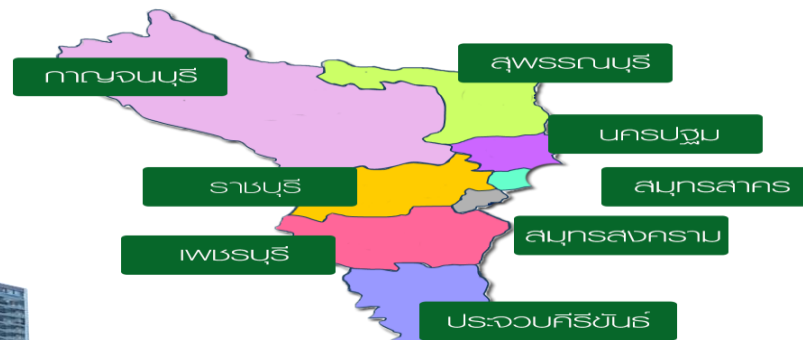 กาญจนบุรี
สุพรรณบุรี
นครปฐม
ราชบุรี
สมุทรสาคร
เพชรบุรี
สมุทรสงคราม
ประจวบคีรีขันธ์